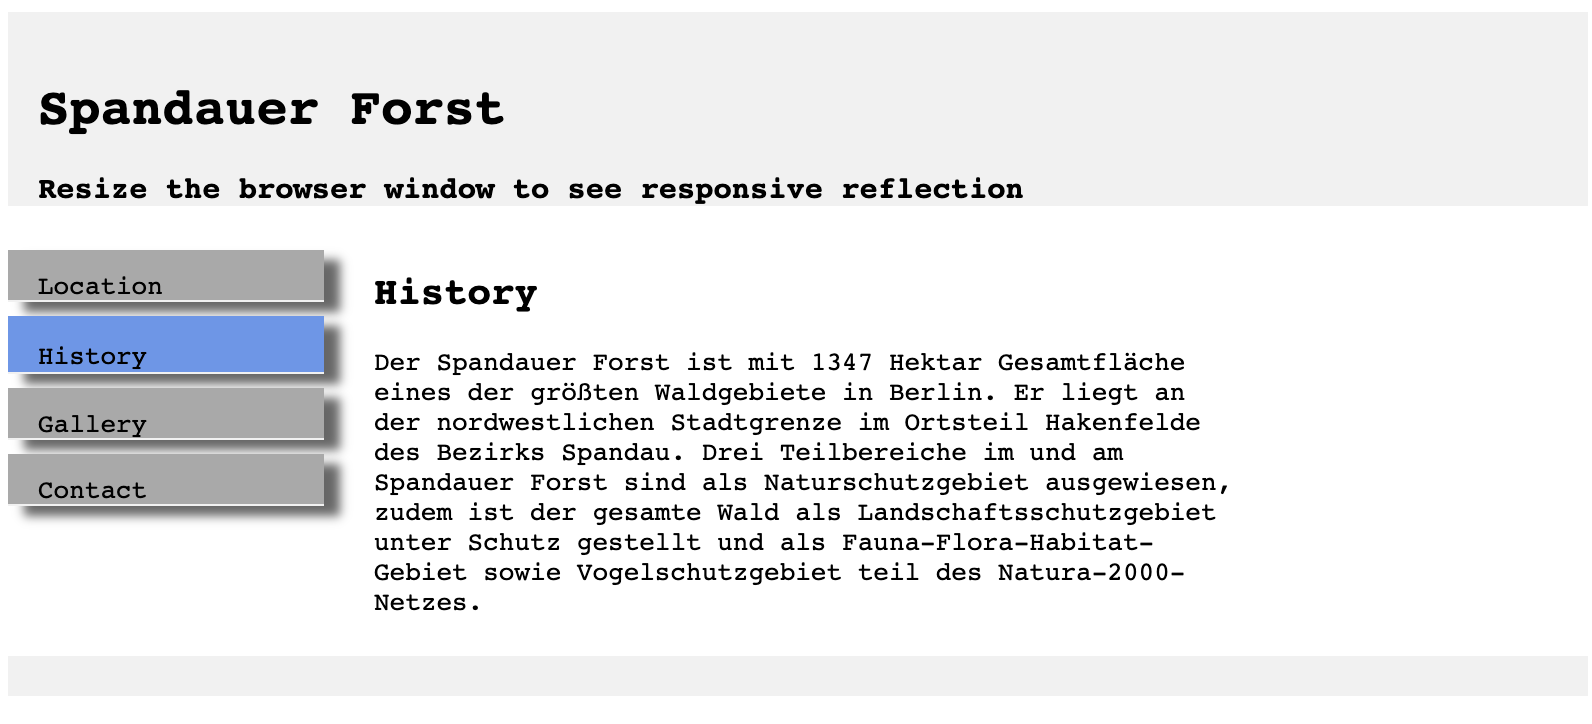 Spandauer Forst
Resize the browser window to see responsive reflection
Location
History
Gallery
Contact
History
Der Spandauer Forst ist mit 1347 Hektar Gesamtfläche
eines der größten Waldgebiete in Berlin. Er liegt an
der nordwestlichen Stadtgrenze im Ortsteil Hakenfelde
des Bezirks Spandau. Drei Teilbereiche im und am
Spandauer Forst sind als Naturschutzgebiet ausgewiesen,
zudem ist der gesamte Wald als Landschaftsschutzgebiet
unter Schutz gestellt und als Fauna-Flora-Habitat-
Gebiet sowie Vogelschutzgebiet teil des Natura-2000-
Netzes.